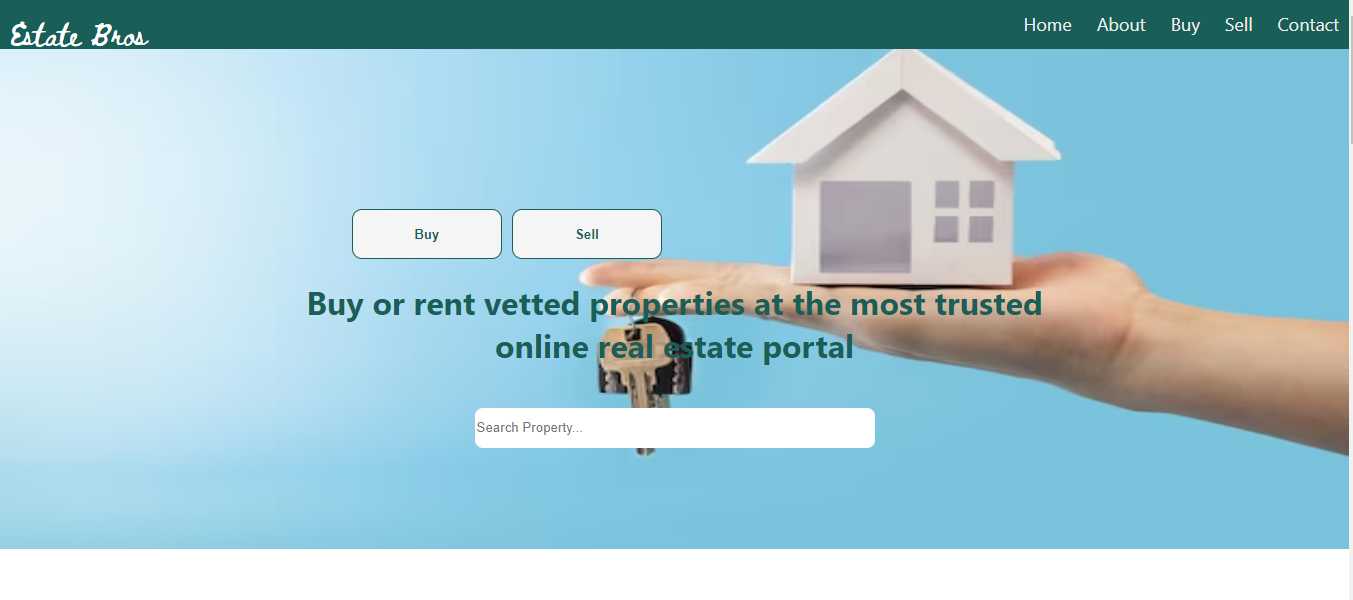 Estate Bros
Home About Buy Sell Contact
Buy Sell
Buy or rent vetted properties at the most trusted
online real estate portal
Search Property...